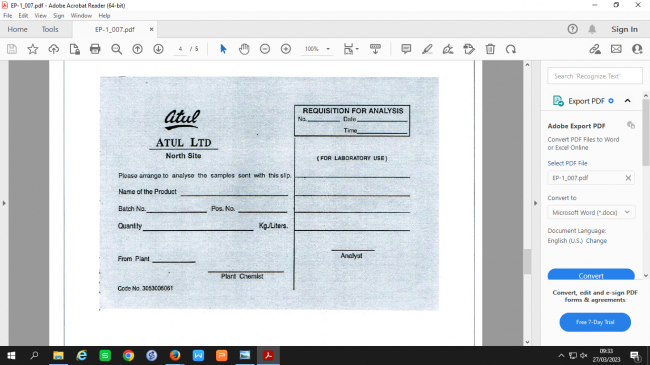 EP-1_007.pdf - Adobe Acrobat Reader (64-bit)
File Edit View Sign Window Help
Home Tools EP-1_007.pdf × Sign In
4 / 5 100%
atul
ATUL LTD
North Site
REQUISITION FOR ANALYSIS
No. Date
Time
(FOR LABORATORY USE)
Please arrange to analyse the samples sent with this slip.
Name of the Product
Batch No. Pos. No.
Quantity Kg./Liters.
From Plant
Plant Chemist
Analyst
Code No. 3053006061
Search 'Recognize Text'
Export PDF
Adobe Export PDF
Convert PDF Files to Word
or Excel Online
Select PDF File
EP-1_007.pdf
Convert to
Microsoft Word (*.docx)
Document Language:
English (U.S.) Change
Convert
Convert, edit and e-sign PDF
forms & agreements
Free 7-Day Trial
09:33
27/03/2023